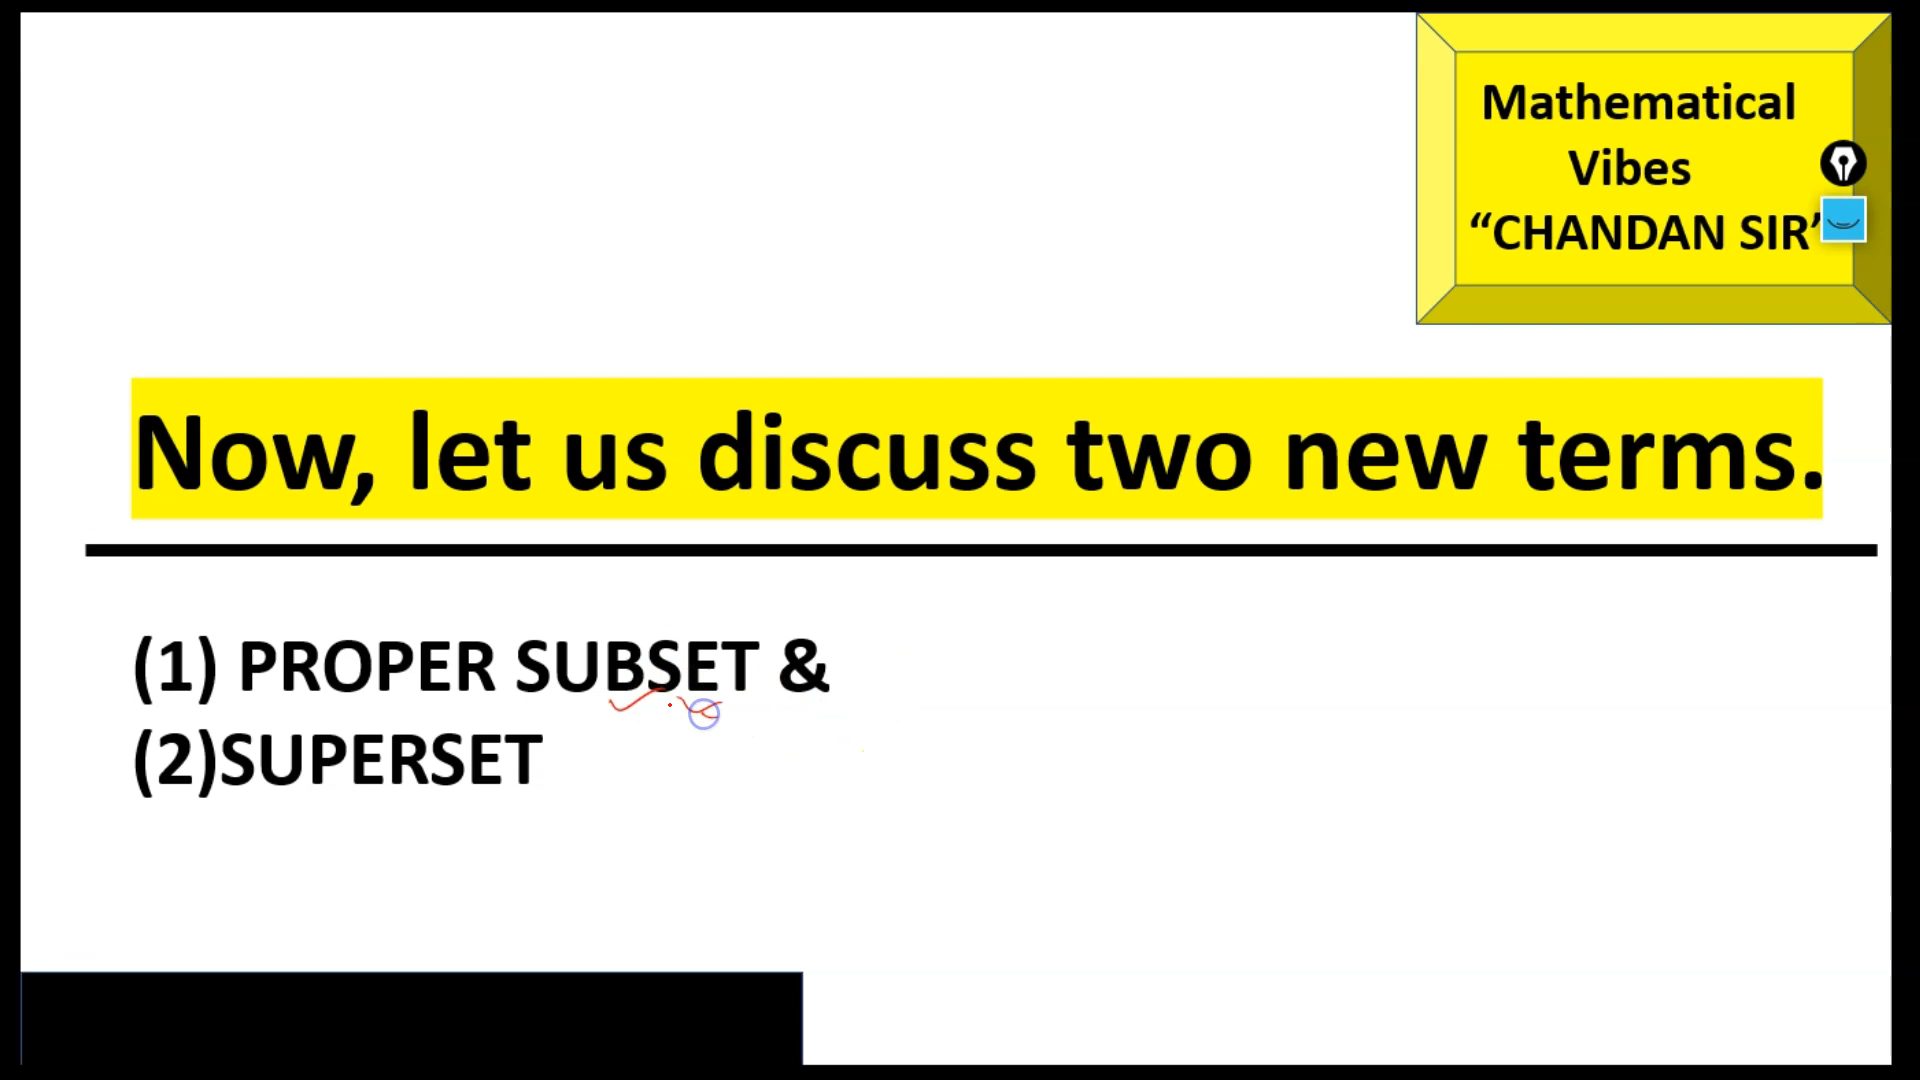 Mathematical
Vibes
“CHANDAN SIR”
Now, let us discuss two new terms.
(1) PROPER SUBSET &
(2)SUPERSET